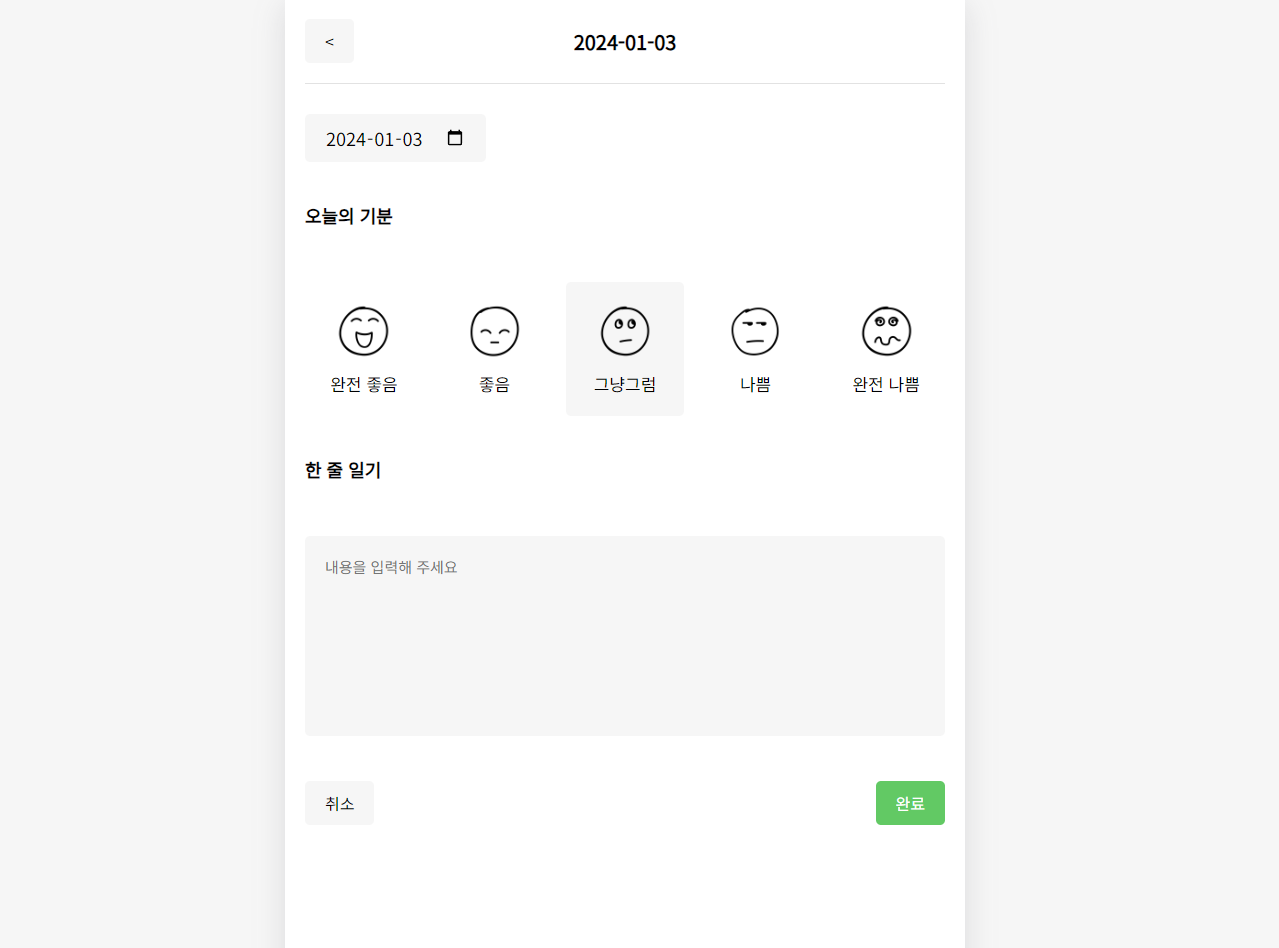 <
2024-01-03
2024-01-03
오늘의 기분
완전 좋음
좋음
그냥그럼
나쁨
완전 나쁨
한 줄 일기
내용을 입력해 주세요
취소
완료